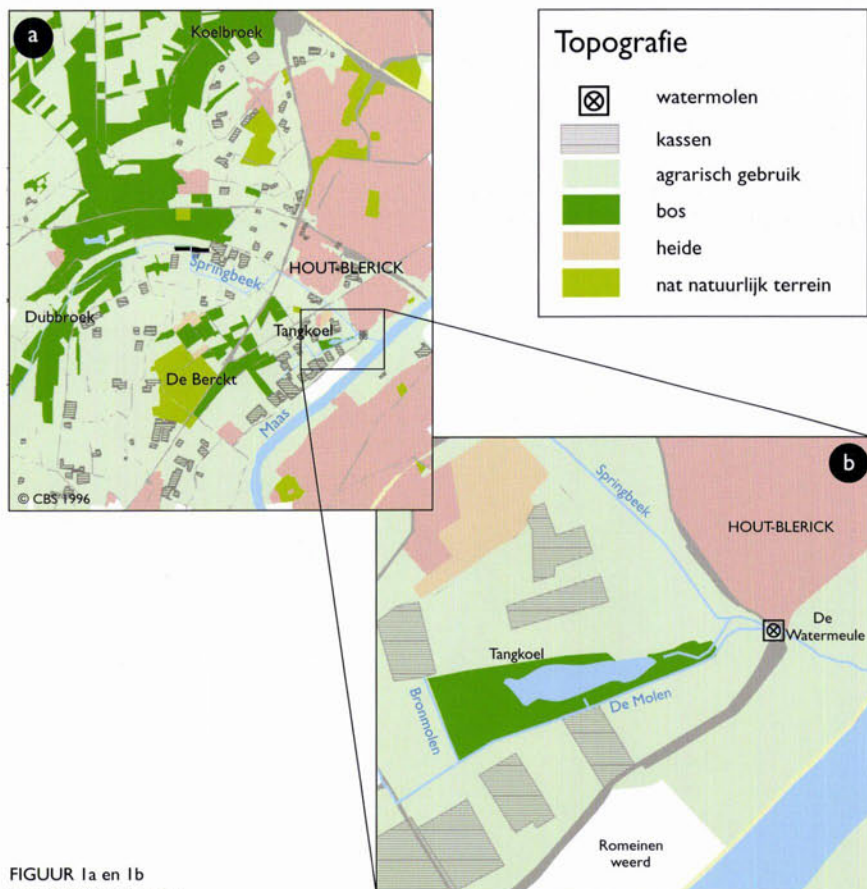 a
Koelbroek
Springbeek
HOUT-BLERICK
Dubbroek
Tangkoel
De Berckt
Maas
© CBS 1996
Topografie
watermolen
kassen
agrarisch gebruik
bos
heide
nat natuurlijk terrein
b
Springbeek
HOUT-BLERICK
De
Watermeule
Tangkoel
Bronmolen
De Molen
Romeinen
weerd
FIGUUR 1a en 1b